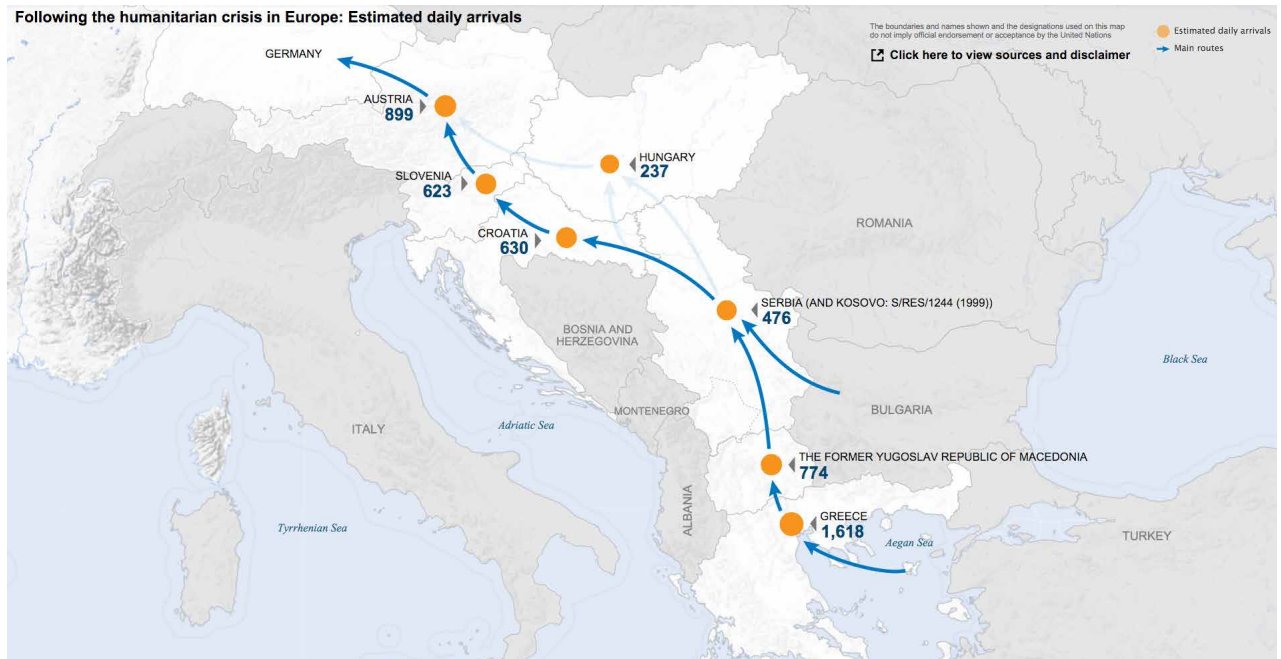 Following the humanitarian crisis in Europe: Estimated daily arrivals
The boundaries and names shown and the designations used on this map
do not imply official endorsement or acceptance by the United Nations
Click here to view sources and disclaimer
Estimated daily arrivals
Main routes
GERMANY
AUSTRIA
899
HUNGARY
237
SLOVENIA
623
CROATIA
630
ROMANIA
SERBIA (AND KOSOVO: S/RES/1244 (1999))
476
BOSNIA AND
HERZEGOVINA
Black Sea
MONTENEGRO
BULGARIA
ITALY
Adriatic Sea
THE FORMER YUGOSLAV REPUBLIC OF MACEDONIA
774
ALBANIA
Tyrrhenian Sea
GREECE
1,618
Aegan Sea
TURKEY